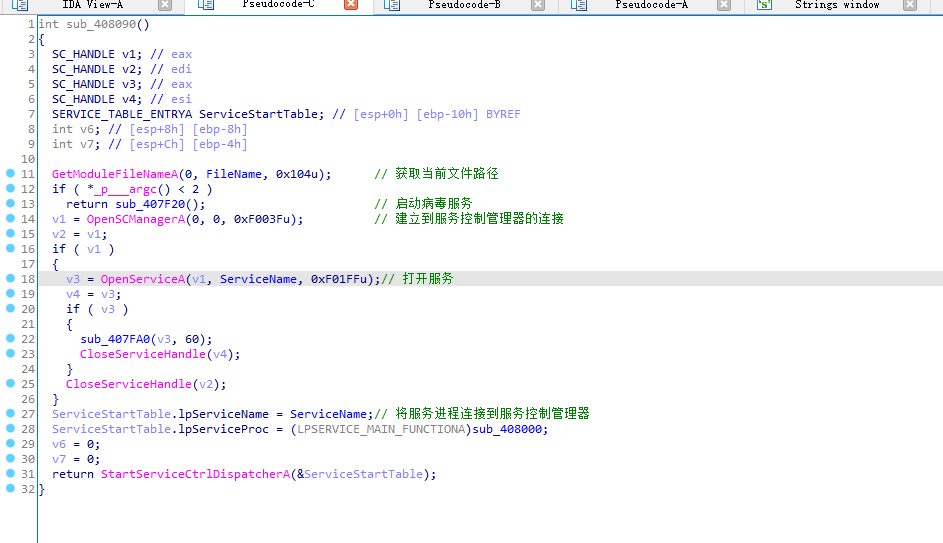 IDA View-A Pseudocode-C Pseudocode-B Pseudocode-A Strings window
1 int sub_408090()
2 {
3 SC_HANDLE v1; // eax
4 SC_HANDLE v2; // edi
5 SC_HANDLE v3; // eax
6 SC_HANDLE v4; // esi
7 SERVICE_TABLE_ENTRYA ServiceStartTable; // [esp+0h] [ebp-10h] BYREF
8 int v6; // [esp+8h] [ebp-8h]
9 int v7; // [esp+Ch] [ebp-4h]
10
11 GetModuleFileNameA(0, FileName, 0x104u); // 获取当前文件路径
12 if ( *_p___argc() < 2 )
13 return sub_407F20(); // 启动病毒服务
14 v1 = OpenSCManagerA(0, 0, 0xF003Fu); // 建立到服务控制管理器的连接
15 v2 = v1;
16 if ( v1 )
17 {
18 v3 = OpenServiceA(v1, ServiceName, 0xF01FFu);// 打开服务
19 v4 = v3;
20 if ( v3 )
21 {
22 sub_407FA0(v3, 60);
23 CloseServiceHandle(v4);
24 }
25 CloseServiceHandle(v2);
26 }
27 ServiceStartTable.lpServiceName = ServiceName;// 将服务进程连接到服务控制管理器
28 ServiceStartTable.lpServiceProc = (LPSERVICE_MAIN_FUNCTIONA)sub_408000;
29 v6 = 0;
30 v7 = 0;
31 return StartServiceCtrlDispatcherA(&ServiceStartTable);
32 }